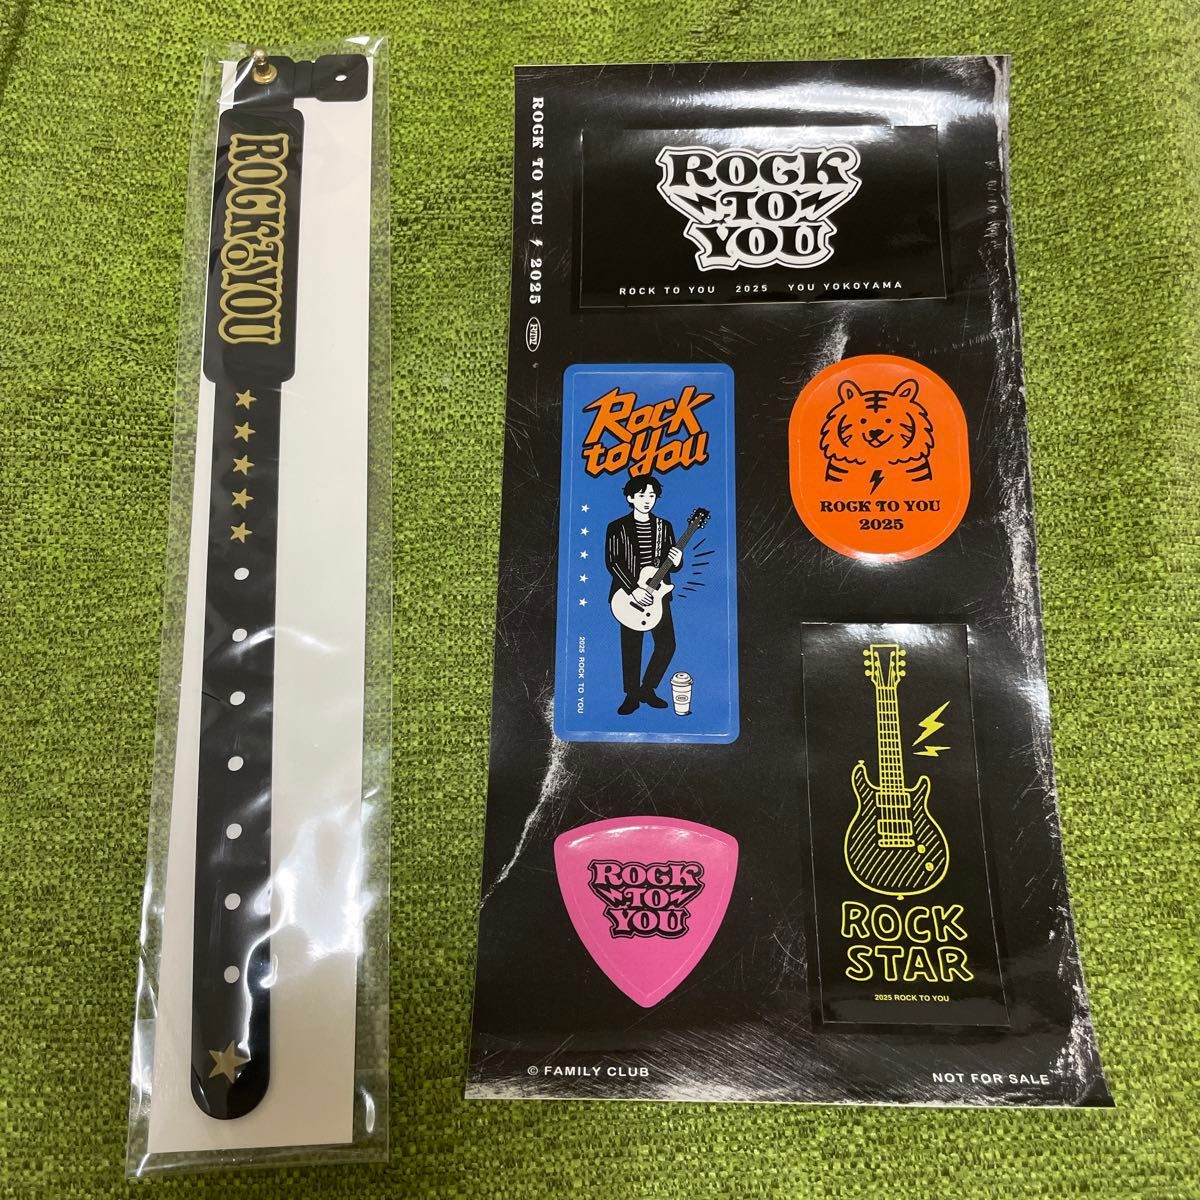 ROCK TO YOU
ROCK TO YOU 2025 RTY
ROCK
TO
YOU
ROCK TO YOU 2025 YOU YOKOYAMA
Rock
to you
2025 ROCK TO YOU
ROCK TO YOU
2025
ROCK
TO
YOU
ROCK
STAR
2025 ROCK TO YOU
© FAMILY CLUB
NOT FOR SALE